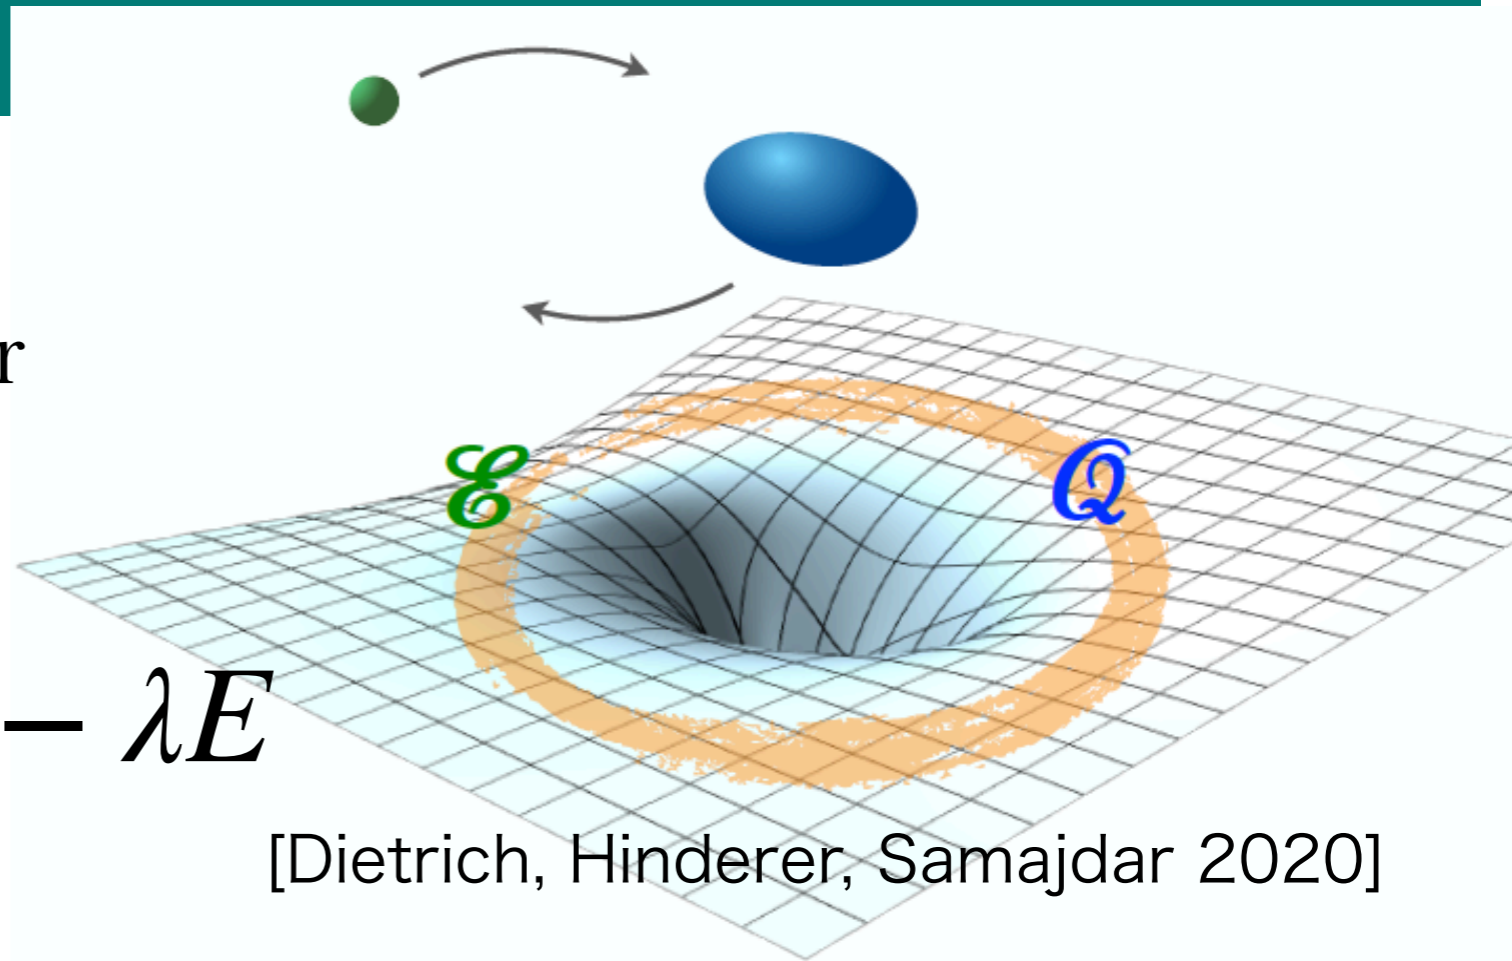 r
ℰ 𝒬
− λE
[Dietrich, Hinderer, Samajdar 2020]